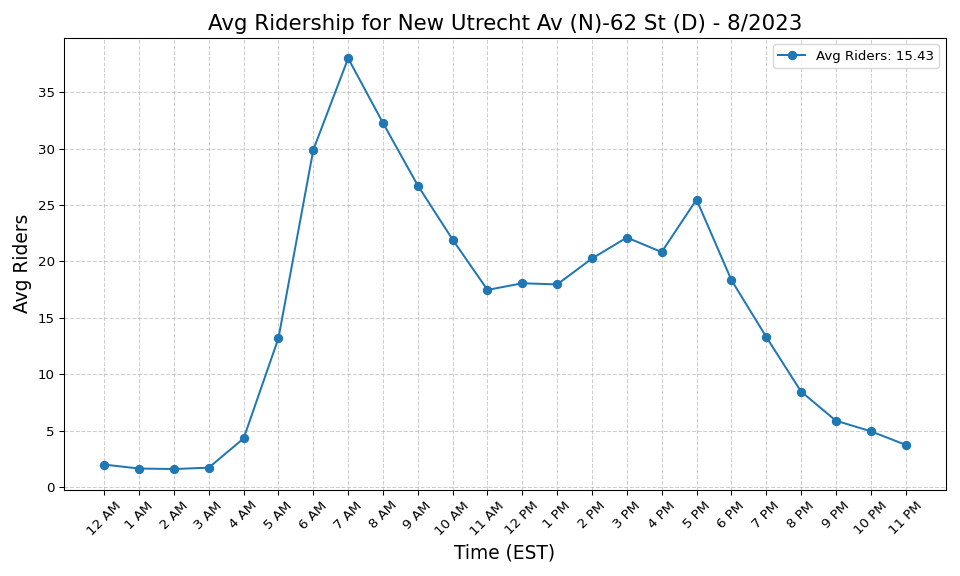 Avg Ridership for New Utrecht Av (N)-62 St (D) - 8/2023
Avg Riders: 15.43
Avg Riders
35
30
25
20
15
10
5
0
12 AM
1 AM
2 AM
3 AM
4 AM
5 AM
6 AM
7 AM
8 AM
9 AM
10 AM
11 AM
12 PM
1 PM
2 PM
3 PM
4 PM
5 PM
6 PM
7 PM
8 PM
9 PM
10 PM
11 PM
Time (EST)